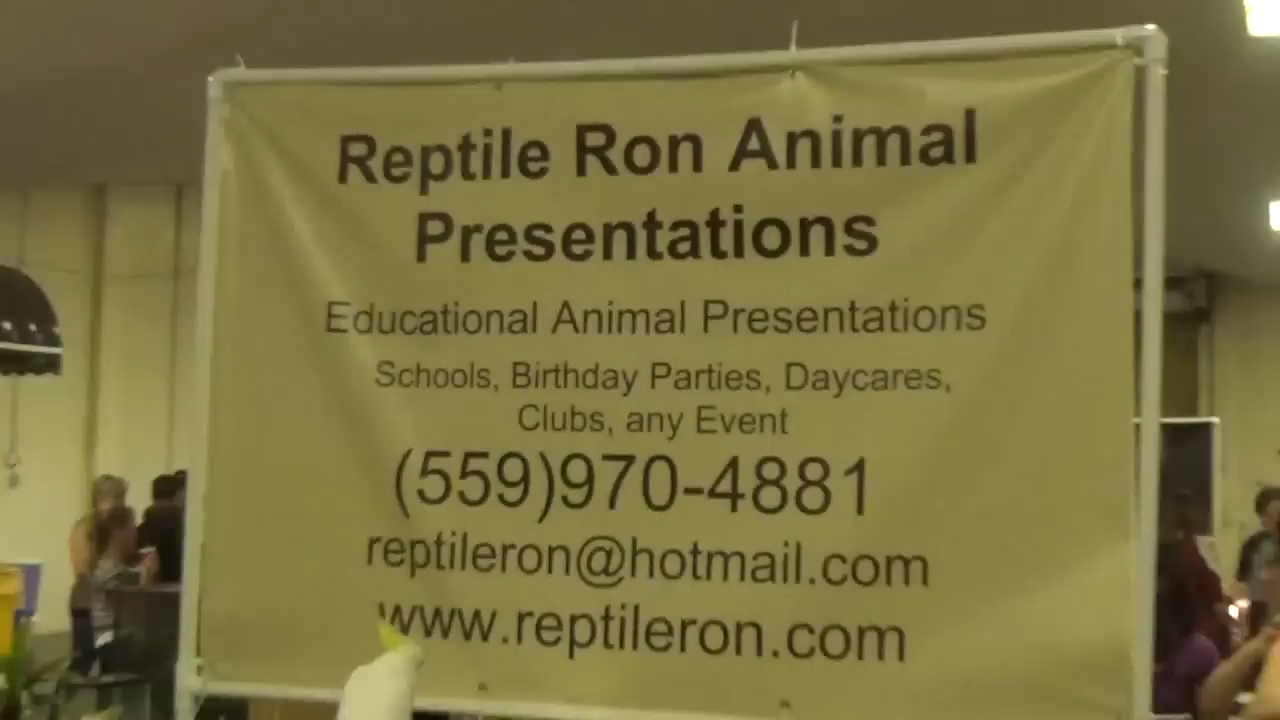 Reptile Ron Animal
Presentations
Educational Animal Presentations
Schools, Birthday Parties, Daycares,
Clubs, any Event
(559)970-4881
reptileron@hotmail.com
www.reptileron.com